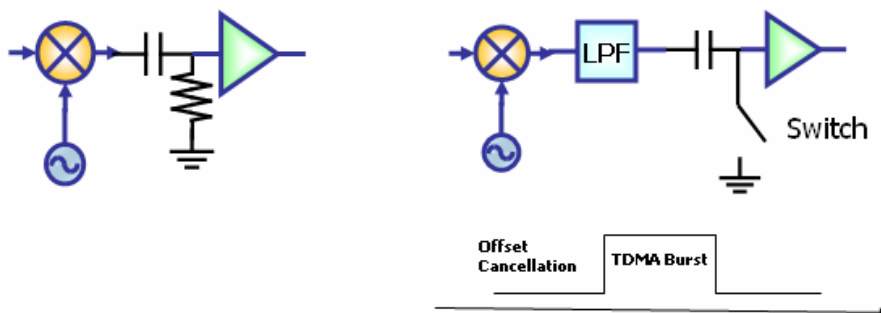 LPF
Switch
Offset
Cancellation
TDMA Burst